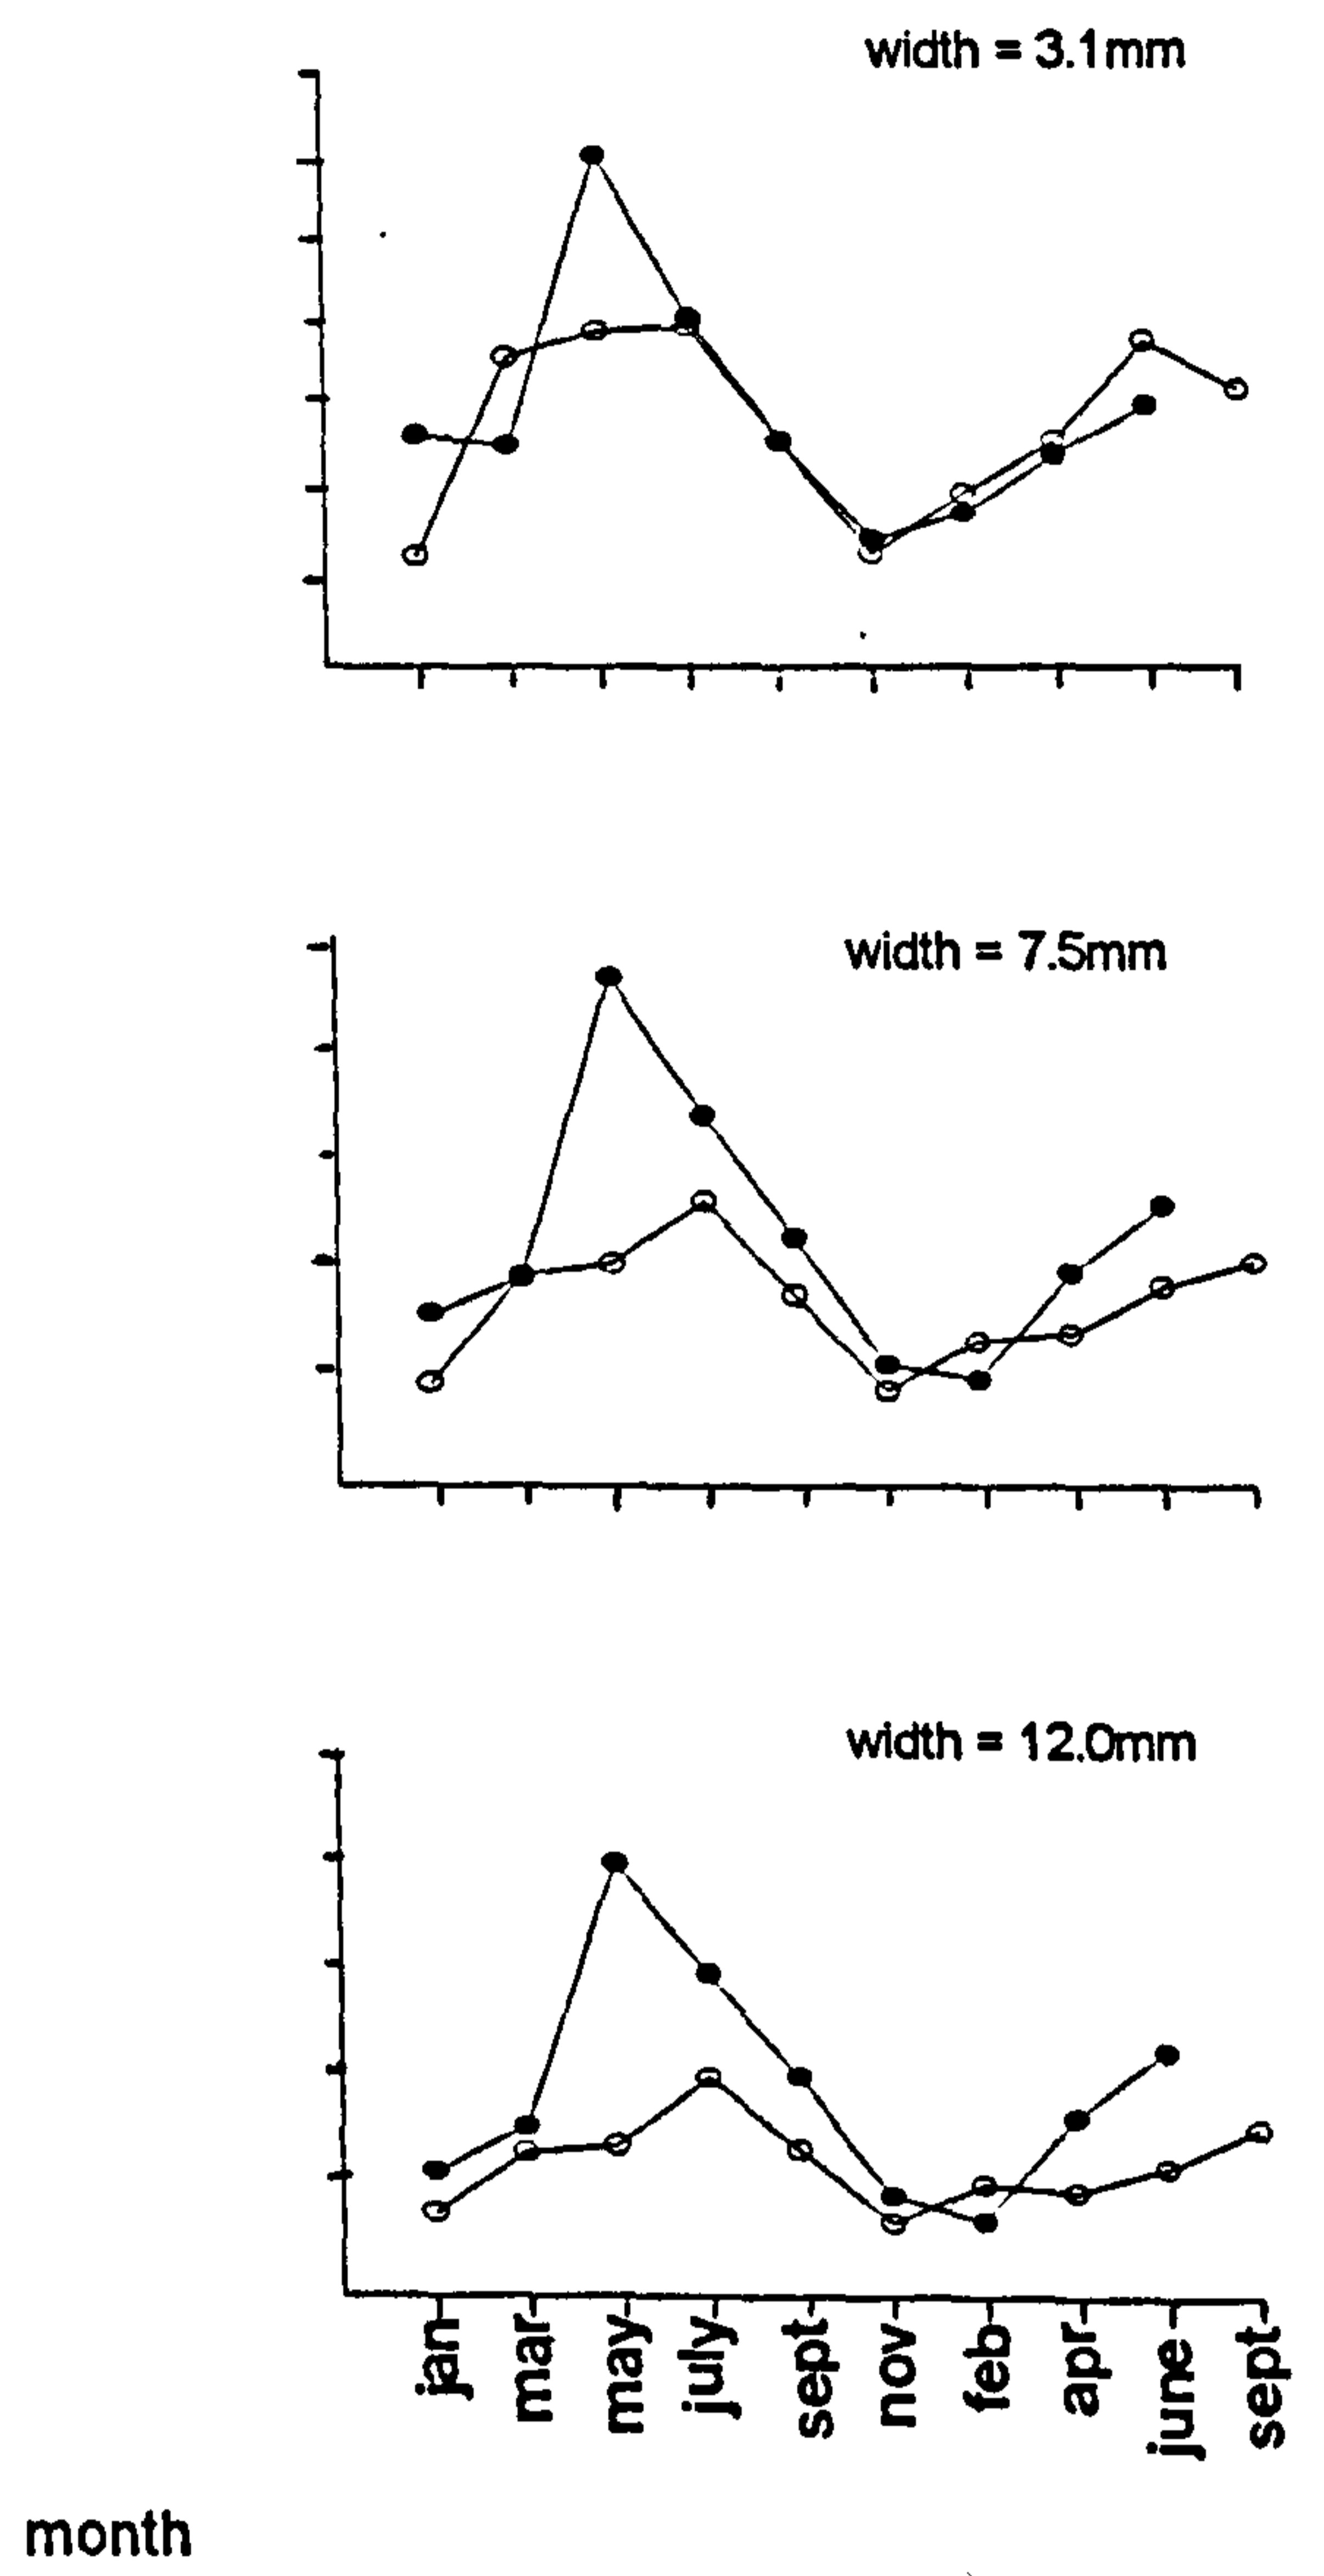 width = 3.1mm
width = 7.5mm
width = 12.0mm
jan
mar
may
july
sept
nov
feb
apr
june
sept
month